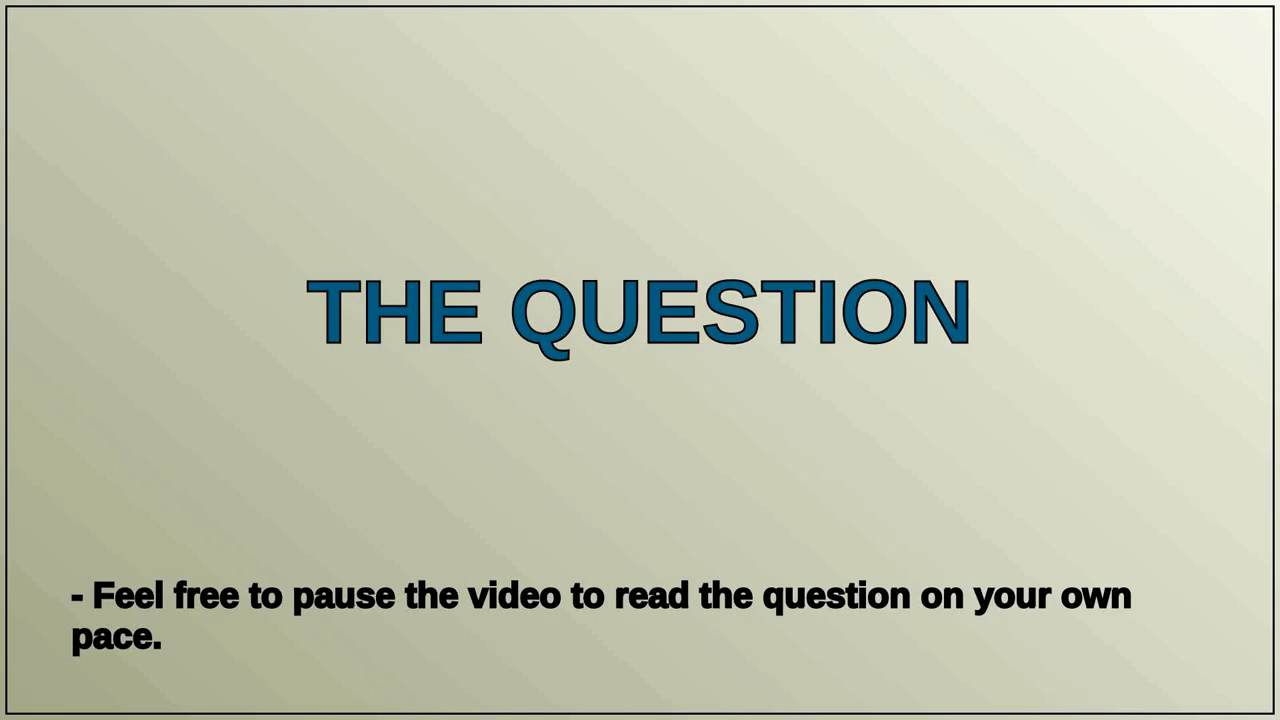 THE QUESTION
- Feel free to pause the video to read the question on your own
pace.